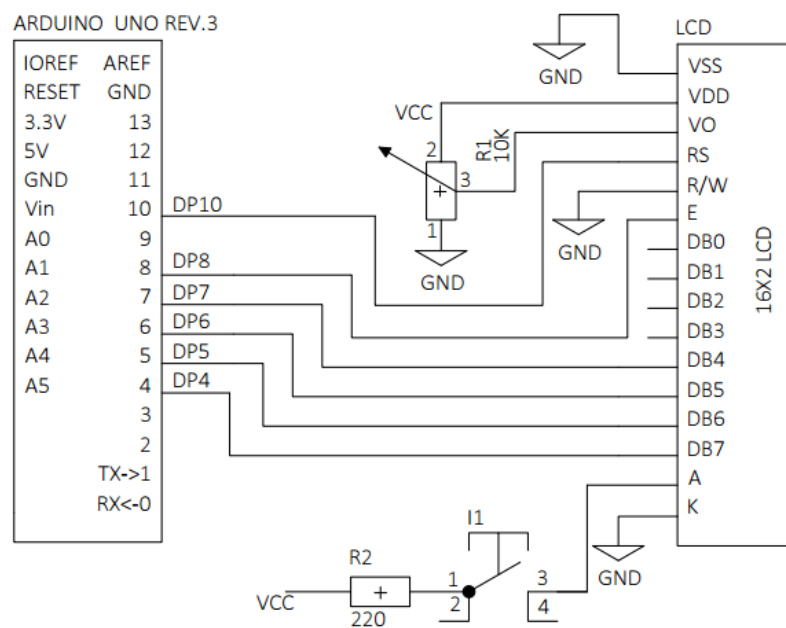 ARDUINO UNO REV.3
IOREF AREF
RESET GND
3.3V 13
5V 12
GND 11
Vin 10
A0 9
A1 8
A2 7
A3 6
A4 5
A5 4
3
2
TX->1
RX<-0
DP10
DP8
DP7
DP6
DP5
DP4
GND
VCC
2
3
1
R1
10K
GND
GND
LCD
VSS
VDD
VO
RS
R/W
E
DB0
DB1
DB2
DB3
DB4
DB5
DB6
DB7
A
K
16X2 LCD
GND
VCC
R2
220
I1
1
2
3
4